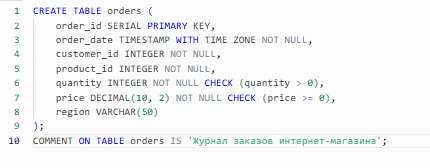 1 CREATE TABLE orders (
2     order_id SERIAL PRIMARY KEY,
3     order_date TIMESTAMP WITH TIME ZONE NOT NULL,
4     customer_id INTEGER NOT NULL,
5     product_id INTEGER NOT NULL,
6     quantity INTEGER NOT NULL CHECK (quantity > 0),
7     price DECIMAL(10, 2) NOT NULL CHECK (price >= 0),
8     region VARCHAR(50)
9 );
10 COMMENT ON TABLE orders IS 'Журнал заказов интернет-магазина';